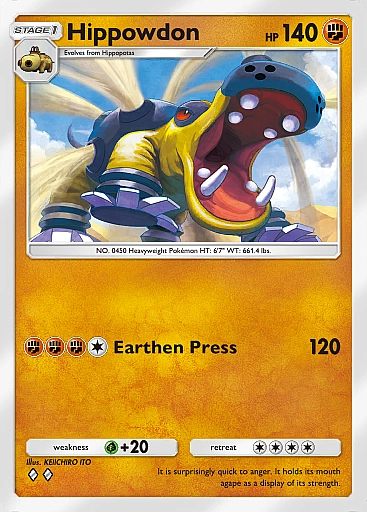 STAGE 1 Hippowdon HP 140
Evolves from Hippopotas
NO. 0450 Heavyweight Pokémon HT: 6'7" WT: 661.4 lbs.
Earthen Press 120
weakness +20 retreat
Illus. KEIICHIRO ITO
It is surprisingly quick to anger. It holds its mouth
agape as a display of its strength.